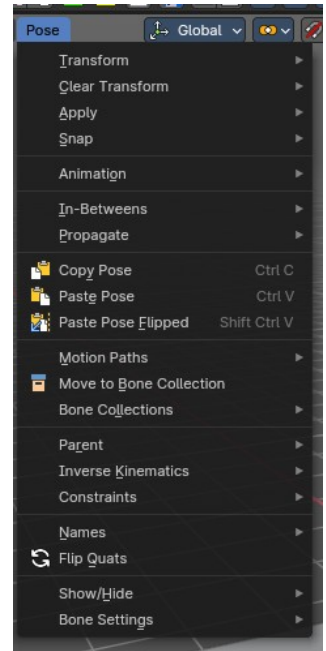 Pose
Global
Transform
Clear Transform
Apply
Snap
Animation
In-Betweens
Propagate
Copy Pose Ctrl C
Paste Pose Ctrl V
Paste Pose Flipped Shift Ctrl V
Motion Paths
Move to Bone Collection
Bone Collections
Parent
Inverse Kinematics
Constraints
Names
Flip Quats
Show/Hide
Bone Settings